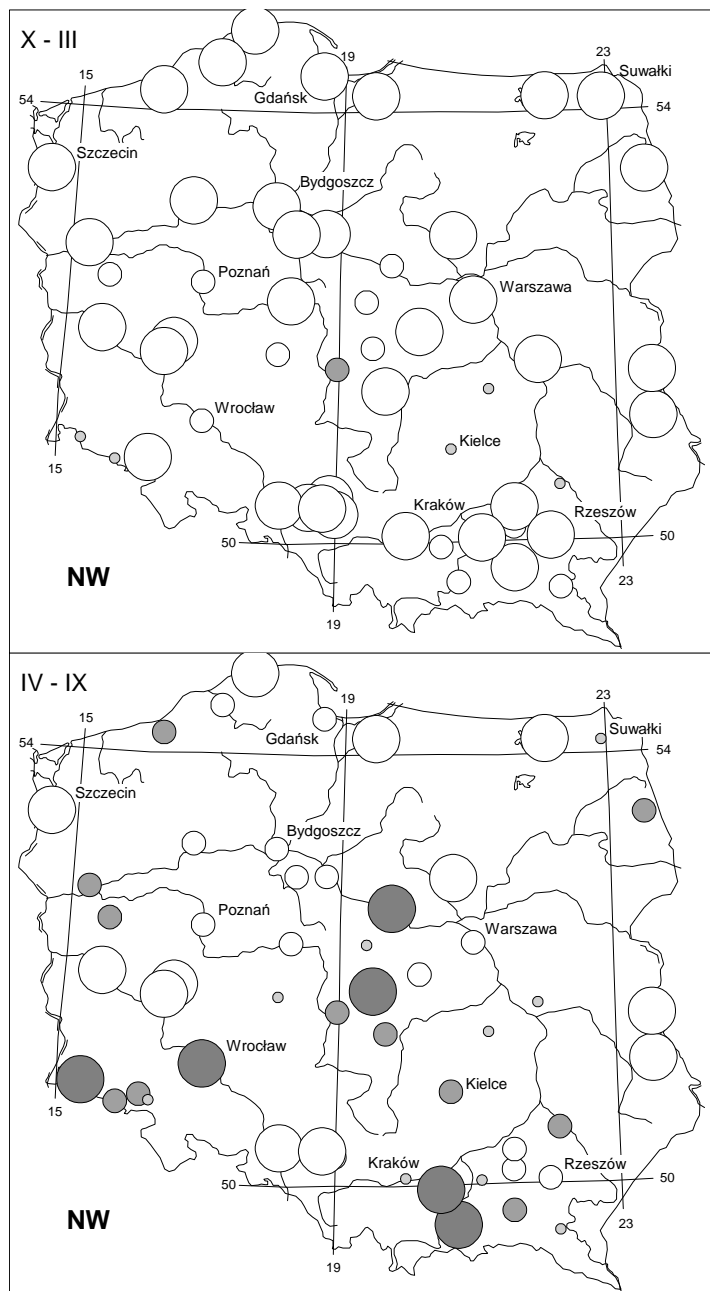 X - III
15
19
23
Suwałki
54
Gdańsk
54
Szczecin
Bydgoszcz
Poznań
Warszawa
Wrocław
Kielce
15
Kraków
Rzeszów
50
50
NW
23
19
IV - IX
15
19
23
54
Gdańsk
Suwałki
54
Szczecin
Bydgoszcz
Poznań
Warszawa
Wrocław
Kielce
15
Kraków
Rzeszów
50
50
NW
23
19